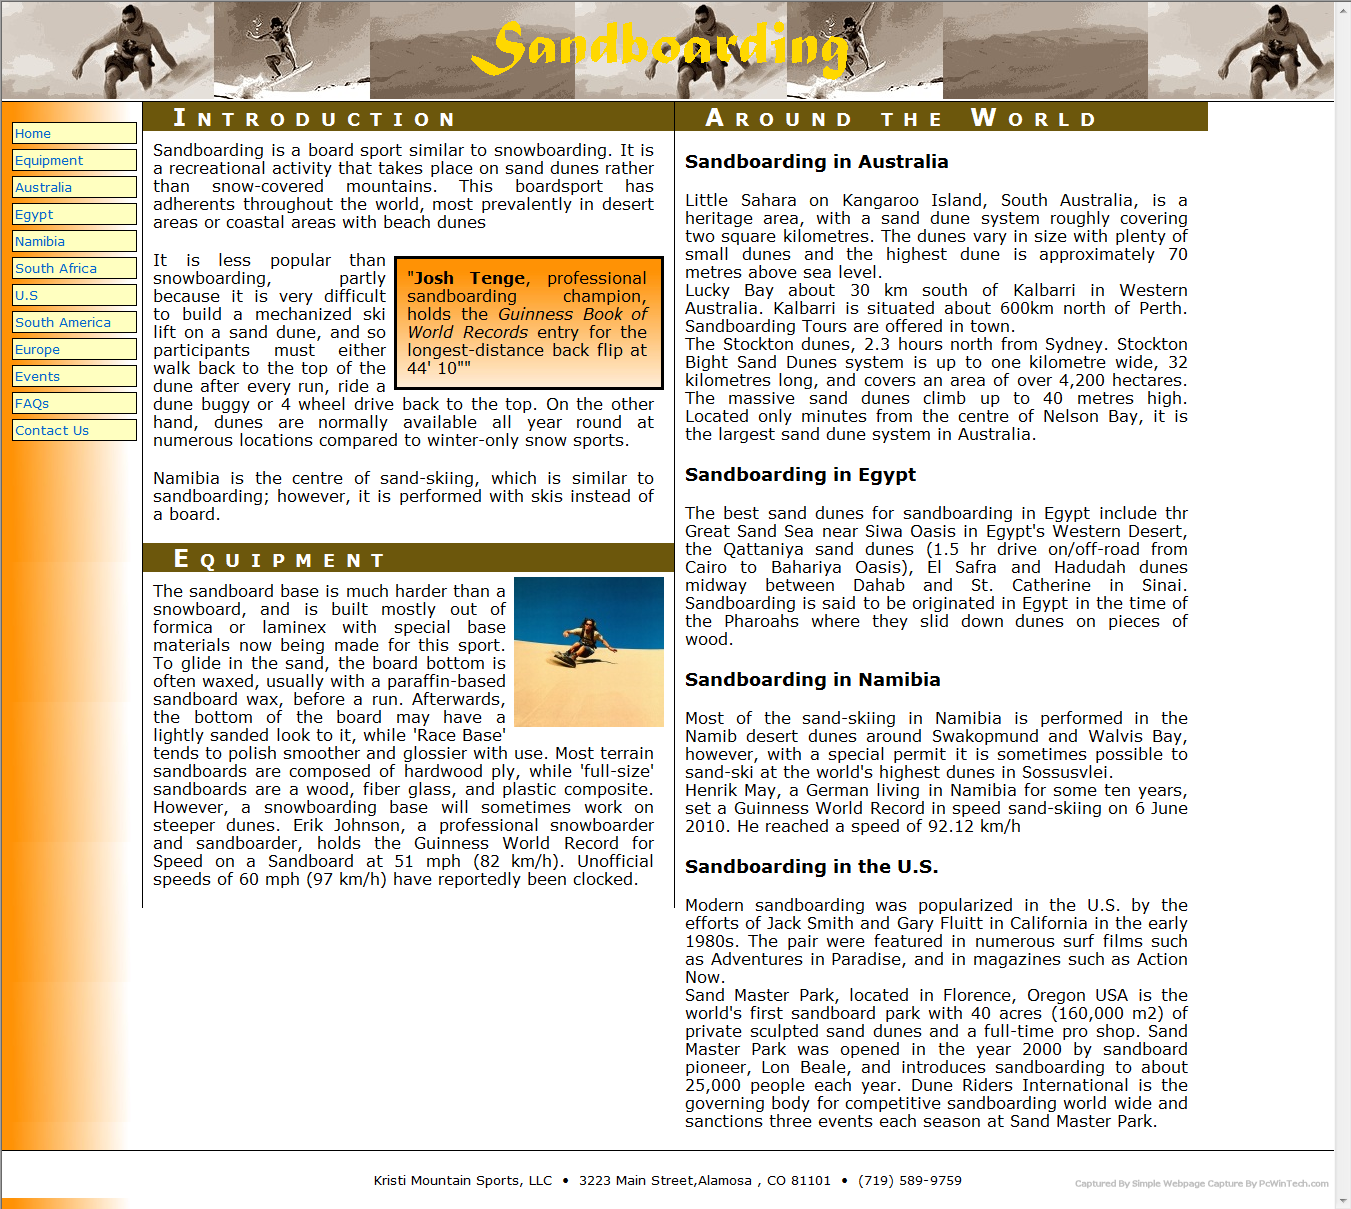 Sandboarding
Home
Equipment
Australia
Egypt
Namibia
South Africa
U.S
South America
Europe
Events
FAQs
Contact Us
Introduction
Sandboarding is a board sport similar to snowboarding. It is
a recreational activity that takes place on sand dunes rather
than snow-covered mountains. This boardsport has
adherents throughout the world, most prevalently in desert
areas or coastal areas with beach dunes
It is less popular than
snowboarding, partly
because it is very difficult
to build a mechanized ski
lift on a sand dune, and so
participants must either
walk back to the top of the
dune after every run, ride a
dune buggy or 4 wheel drive back to the top. On the other
hand, dunes are normally available all year round at
numerous locations compared to winter-only snow sports.
"Josh Tenge, professional
sandboarding champion,
holds the Guinness Book of
World Records entry for the
longest-distance back flip at
44' 10""
Namibia is the centre of sand-skiing, which is similar to
sandboarding; however, it is performed with skis instead of
a board.
Equipment
The sandboard base is much harder than a
snowboard, and is built mostly out of
formica or laminex with special base
materials now being made for this sport.
To glide in the sand, the board bottom is
often waxed, usually with a paraffin-based
sandboard wax, before a run. Afterwards,
the bottom of the board may have a
lightly sanded look to it, while 'Race Base'
tends to polish smoother and glossier with use. Most terrain
sandboards are composed of hardwood ply, while 'full-size'
sandboards are a wood, fiber glass, and plastic composite.
However, a snowboarding base will sometimes work on
steeper dunes. Erik Johnson, a professional snowboarder
and sandboarder, holds the Guinness World Record for
Speed on a Sandboard at 51 mph (82 km/h). Unofficial
speeds of 60 mph (97 km/h) have reportedly been clocked.
Around the World
Sandboarding in Australia
Little Sahara on Kangaroo Island, South Australia, is a
heritage area, with a sand dune system roughly covering
two square kilometres. The dunes vary in size with plenty of
small dunes and the highest dune is approximately 70
metres above sea level.
Lucky Bay about 30 km south of Kalbarri in Western
Australia. Kalbarri is situated about 600km north of Perth.
Sandboarding Tours are offered in town.
The Stockton dunes, 2.3 hours north from Sydney. Stockton
Bight Sand Dunes system is up to one kilometre wide, 32
kilometres long, and covers an area of over 4,200 hectares.
The massive sand dunes climb up to 40 metres high.
Located only minutes from the centre of Nelson Bay, it is
the largest sand dune system in Australia.
Sandboarding in Egypt
The best sand dunes for sandboarding in Egypt include thr
Great Sand Sea near Siwa Oasis in Egypt's Western Desert,
the Qattaniya sand dunes (1.5 hr drive on/off-road from
Cairo to Bahariya Oasis), El Safra and Hadudah dunes
midway between Dahab and St. Catherine in Sinai.
Sandboarding is said to be originated in Egypt in the time of
the Pharoahs where they slid down dunes on pieces of
wood.
Sandboarding in Namibia
Most of the sand-skiing in Namibia is performed in the
Namib desert dunes around Swakopmund and Walvis Bay,
however, with a special permit it is sometimes possible to
sand-ski at the world's highest dunes in Sossusvlei.
Henrik May, a German living in Namibia for some ten years,
set a Guinness World Record in speed sand-skiing on 6 June
2010. He reached a speed of 92.12 km/h
Sandboarding in the U.S.
Modern sandboarding was popularized in the U.S. by the
efforts of Jack Smith and Gary Fluitt in California in the early
1980s. The pair were featured in numerous surf films such
as Adventures in Paradise, and in magazines such as Action
Now.
Sand Master Park, located in Florence, Oregon USA is the
world's first sandboard park with 40 acres (160,000 m2) of
private sculpted sand dunes and a full-time pro shop. Sand
Master Park was opened in the year 2000 by sandboard
pioneer, Lon Beale, and introduces sandboarding to about
25,000 people each year. Dune Riders International is the
governing body for competitive sandboarding world wide and
sanctions three events each season at Sand Master Park.
Kristi Mountain Sports, LLC • 3223 Main Street,Alamosa , CO 81101 • (719) 589-9759
Captured By Simple Webpage Capture By PcWinTech.com